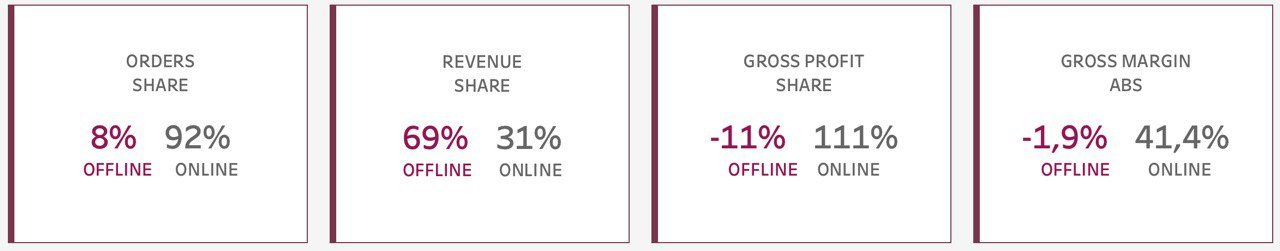 ORDERS
SHARE
8% 92%
OFFLINE ONLINE
REVENUE
SHARE
69% 31%
OFFLINE ONLINE
GROSS PROFIT
SHARE
-11% 111%
OFFLINE ONLINE
GROSS MARGIN
ABS
-1,9% 41,4%
OFFLINE ONLINE